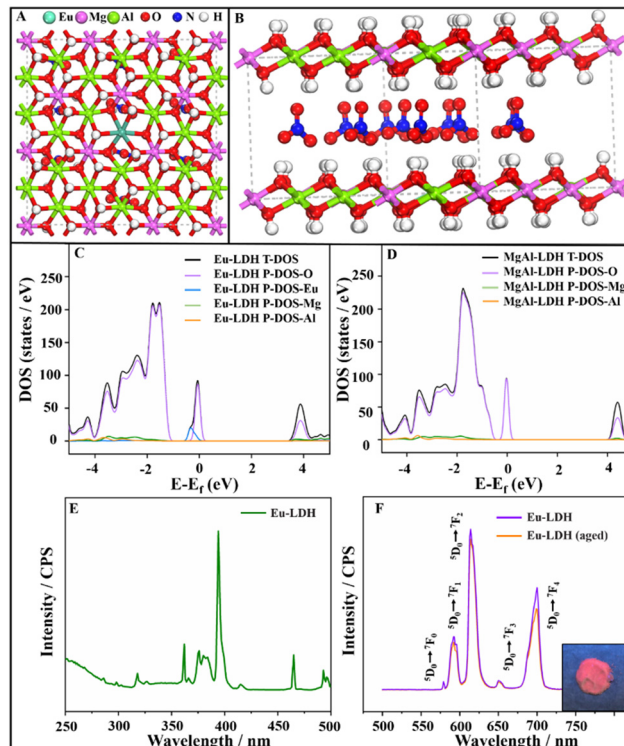 A Eu Mg Al O N H
B
C
Eu-LDH T-DOS
Eu-LDH P-DOS-O
Eu-LDH P-DOS-Eu
Eu-LDH P-DOS-Mg
Eu-LDH P-DOS-Al
DOS (states / eV)
250
200
150
100
50
0
-4 -2 0 2 4
E-Ef (eV)
D
MgAl-LDH T-DOS
MgAl-LDH P-DOS-O
MgAl-LDH P-DOS-Mg
MgAl-LDH P-DOS-Al
DOS (states / eV)
250
200
150
100
50
0
-4 -2 0 2 4
E-Ef (eV)
E
Eu-LDH
Intensity / CPS
250 300 350 400 450 500
Wavelength / nm
F
Eu-LDH
Eu-LDH (aged)
⁵D₀→⁷F₀
⁵D₀→⁷F₁
⁵D₀→⁷F₂
⁵D₀→⁷F₃
⁵D₀→⁷F₄
Intensity / CPS
500 550 600 650 700
Wavelength / nm